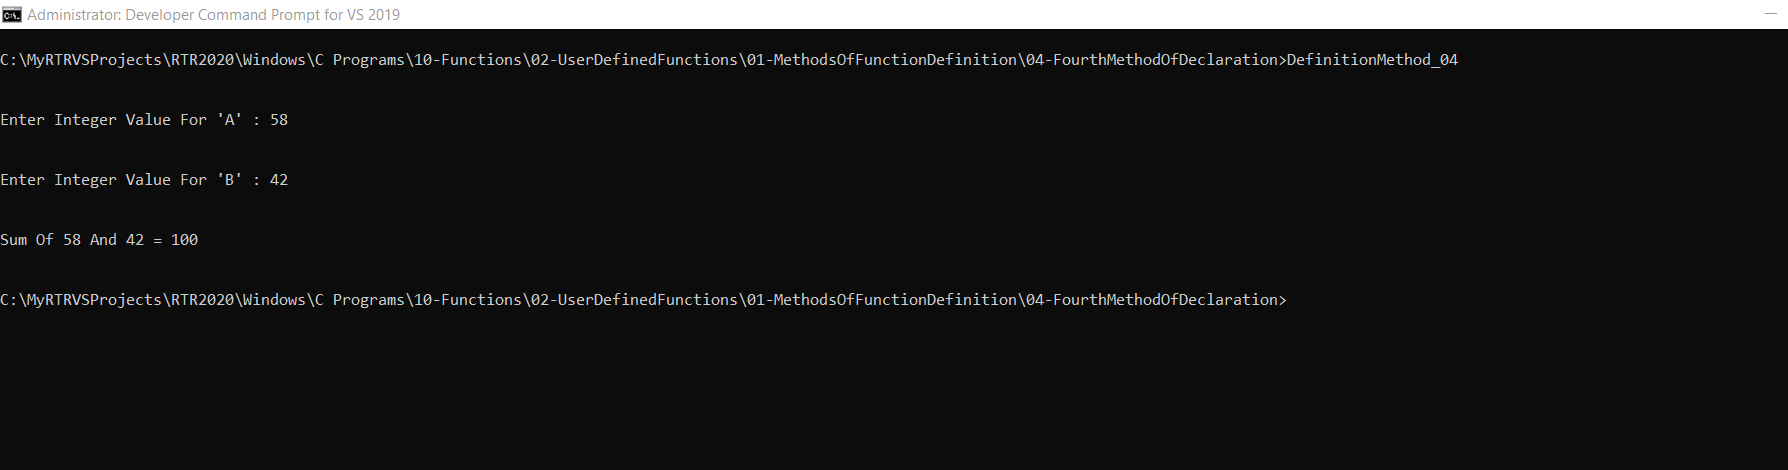 Administrator: Developer Command Prompt for VS 2019
C:\MyRTRVSProjects\RTR2020\Windows\C Programs\10-Functions\02-UserDefinedFunctions\01-MethodsOfFunctionDefinition\04-FourthMethodOfDeclaration>DefinitionMethod_04
Enter Integer Value For 'A' : 58
Enter Integer Value For 'B' : 42
Sum Of 58 And 42 = 100
C:\MyRTRVSProjects\RTR2020\Windows\C Programs\10-Functions\02-UserDefinedFunctions\01-MethodsOfFunctionDefinition\04-FourthMethodOfDeclaration>